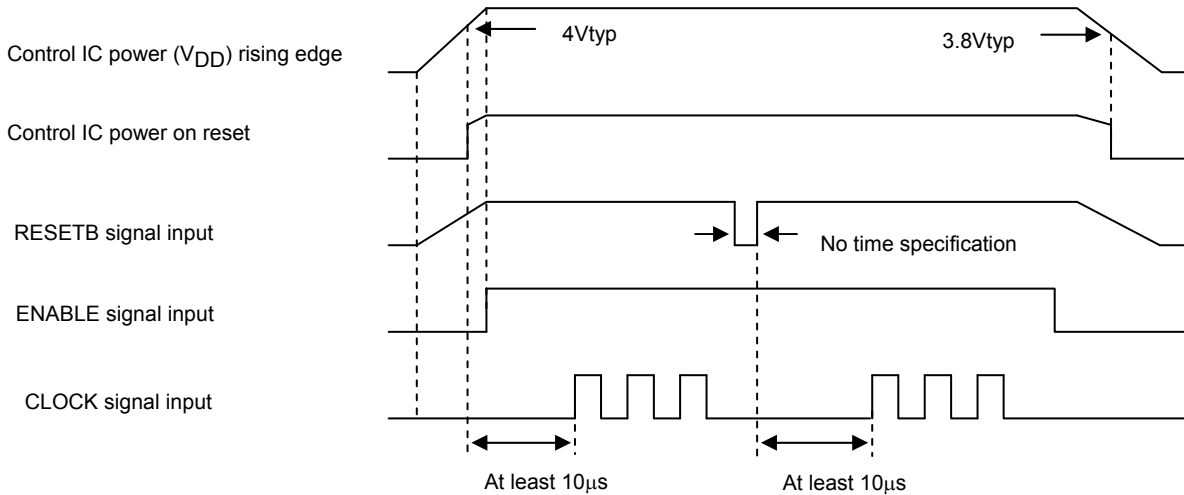 4Vtyp
3.8Vtyp
Control IC power (VDD) rising edge
Control IC power on reset
RESETB signal input
No time specification
ENABLE signal input
CLOCK signal input
At least 10μs
At least 10μs